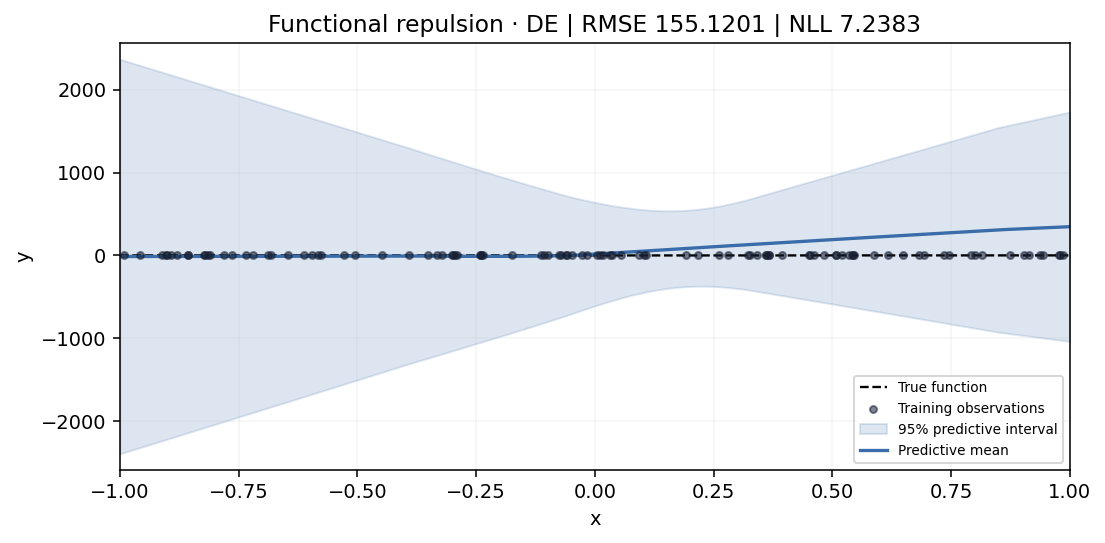 Functional repulsion · DE | RMSE 155.1201 | NLL 7.2383
y
2000
1000
0
−1000
−2000
True function
Training observations
95% predictive interval
Predictive mean
−1.00 −0.75 −0.50 −0.25 0.00 0.25 0.50 0.75 1.00
x